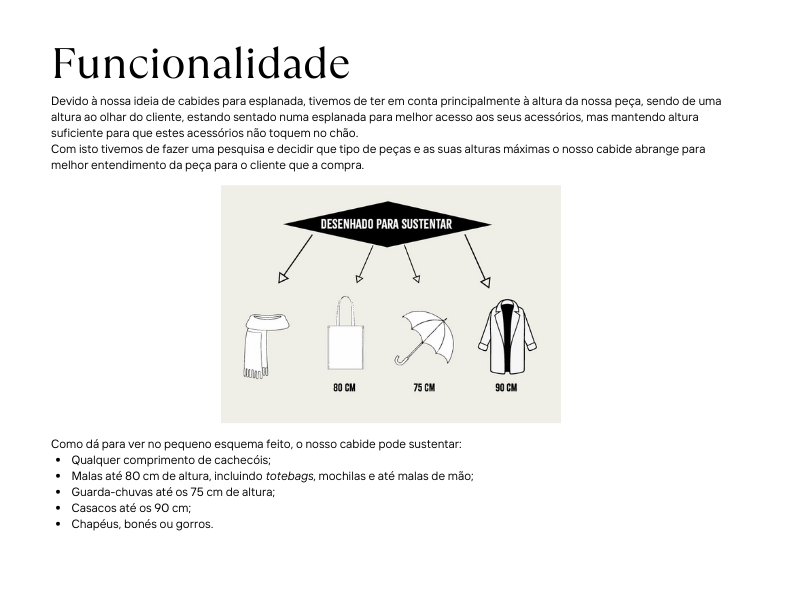 Funcionalidade
Devido à nossa ideia de cabides para esplanada, tivemos de ter em conta principalmente à altura da nossa peça, sendo de uma
altura ao olhar do cliente, estando sentado numa esplanada para melhor acesso aos seus acessórios, mas mantendo altura
suficiente para que estes acessórios não toquem no chão.
Com isto tivemos de fazer uma pesquisa e decidir que tipo de peças e as suas alturas máximas o nosso cabide abrange para
melhor entendimento da peça para o cliente que a compra.
DESENHADO PARA SUSTENTAR
80 CM
75 CM
90 CM
Como dá para ver no pequeno esquema feito, o nosso cabide pode sustentar:
• Qualquer comprimento de cachecóis;
• Malas até 80 cm de altura, incluindo totebags, mochilas e até malas de mão;
• Guarda-chuvas até os 75 cm de altura;
• Casacos até os 90 cm;
• Chapéus, bonés ou gorros.